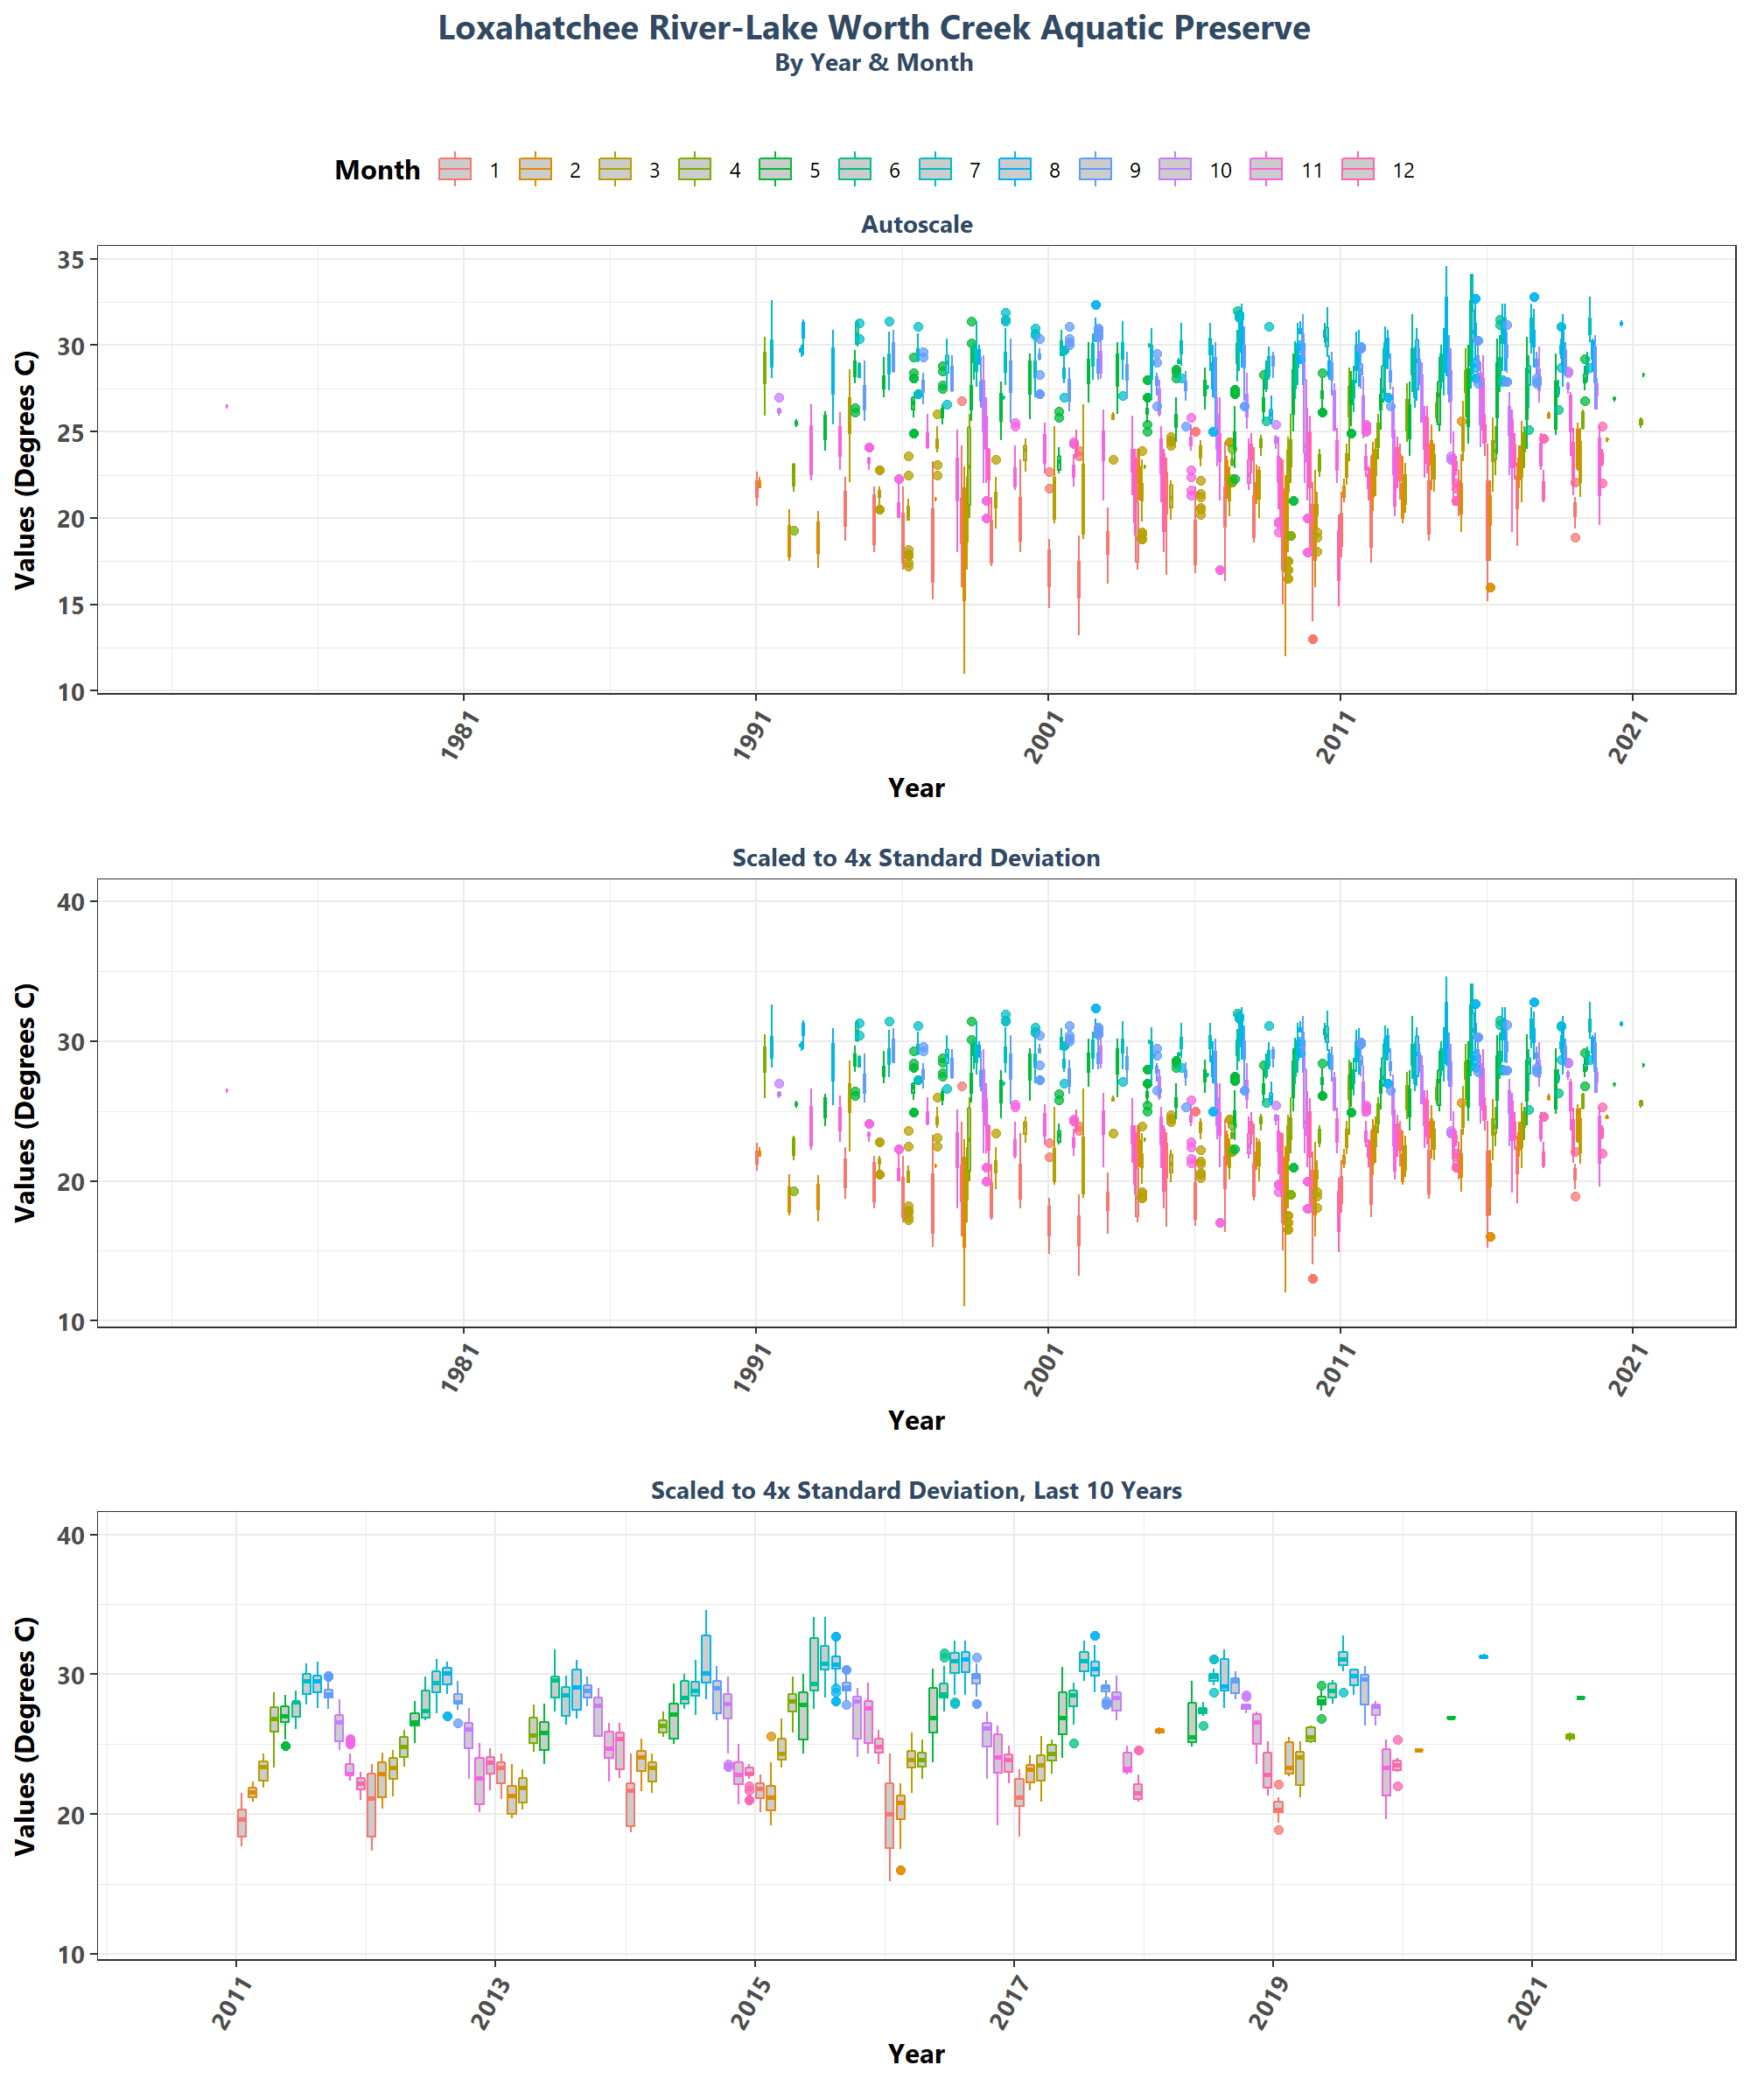 Loxahatchee River-Lake Worth Creek Aquatic Preserve
By Year & Month
Month 1 2 3 4 5 6 7 8 9 10 11 12
Autoscale
Values (Degrees C)
35
30
25
20
15
10
1981 1991 2001 2011 2021
Year
Scaled to 4x Standard Deviation
Values (Degrees C)
40
30
20
10
1981 1991 2001 2011 2021
Year
Scaled to 4x Standard Deviation, Last 10 Years
Values (Degrees C)
40
30
20
10
2011 2013 2015 2017 2019 2021
Year